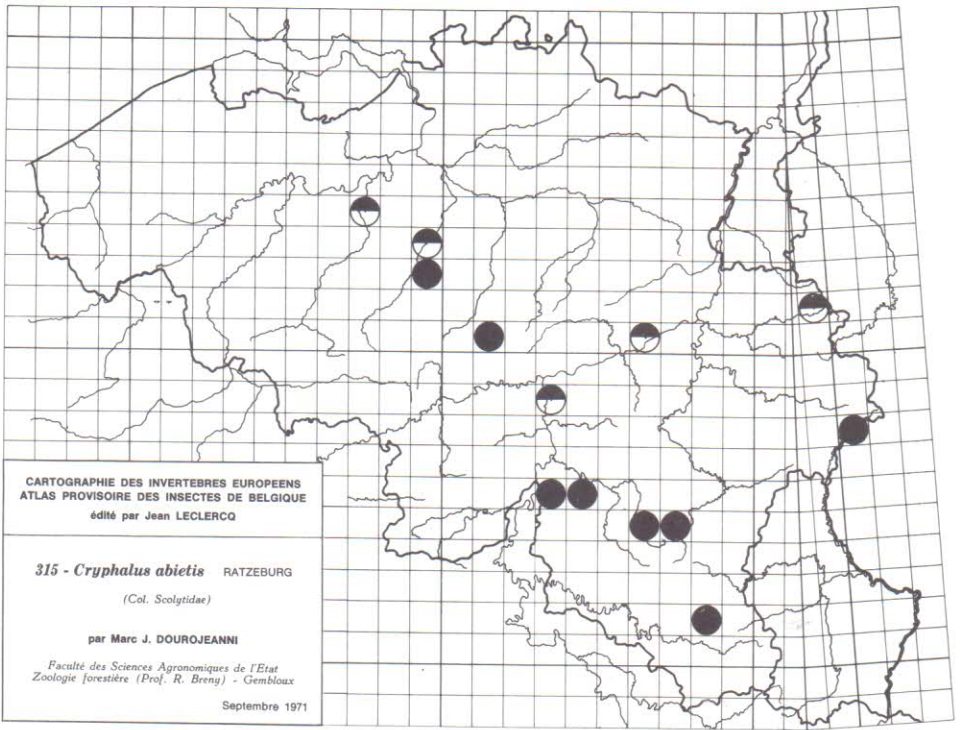 CARTOGRAPHIE DES INVERTEBRES EUROPEENS
ATLAS PROVISOIRE DES INSECTES DE BELGIQUE
édité par Jean LECLERCQ
315 - Cryphalus abietis RATZEBURG
(Col. Scolytidae)
par Marc J. DOUROJEANNI
Faculté des Sciences Agronomiques de l'Etat
Zoologie forestière (Prof. R. Breny) - Gembloux
Septembre 1971